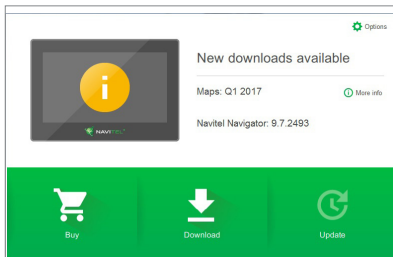 Options
New downloads available
Maps: Q1 2017
More info
NAVITEL
Navitel Navigator: 9.7.2493
Buy
Download
Update